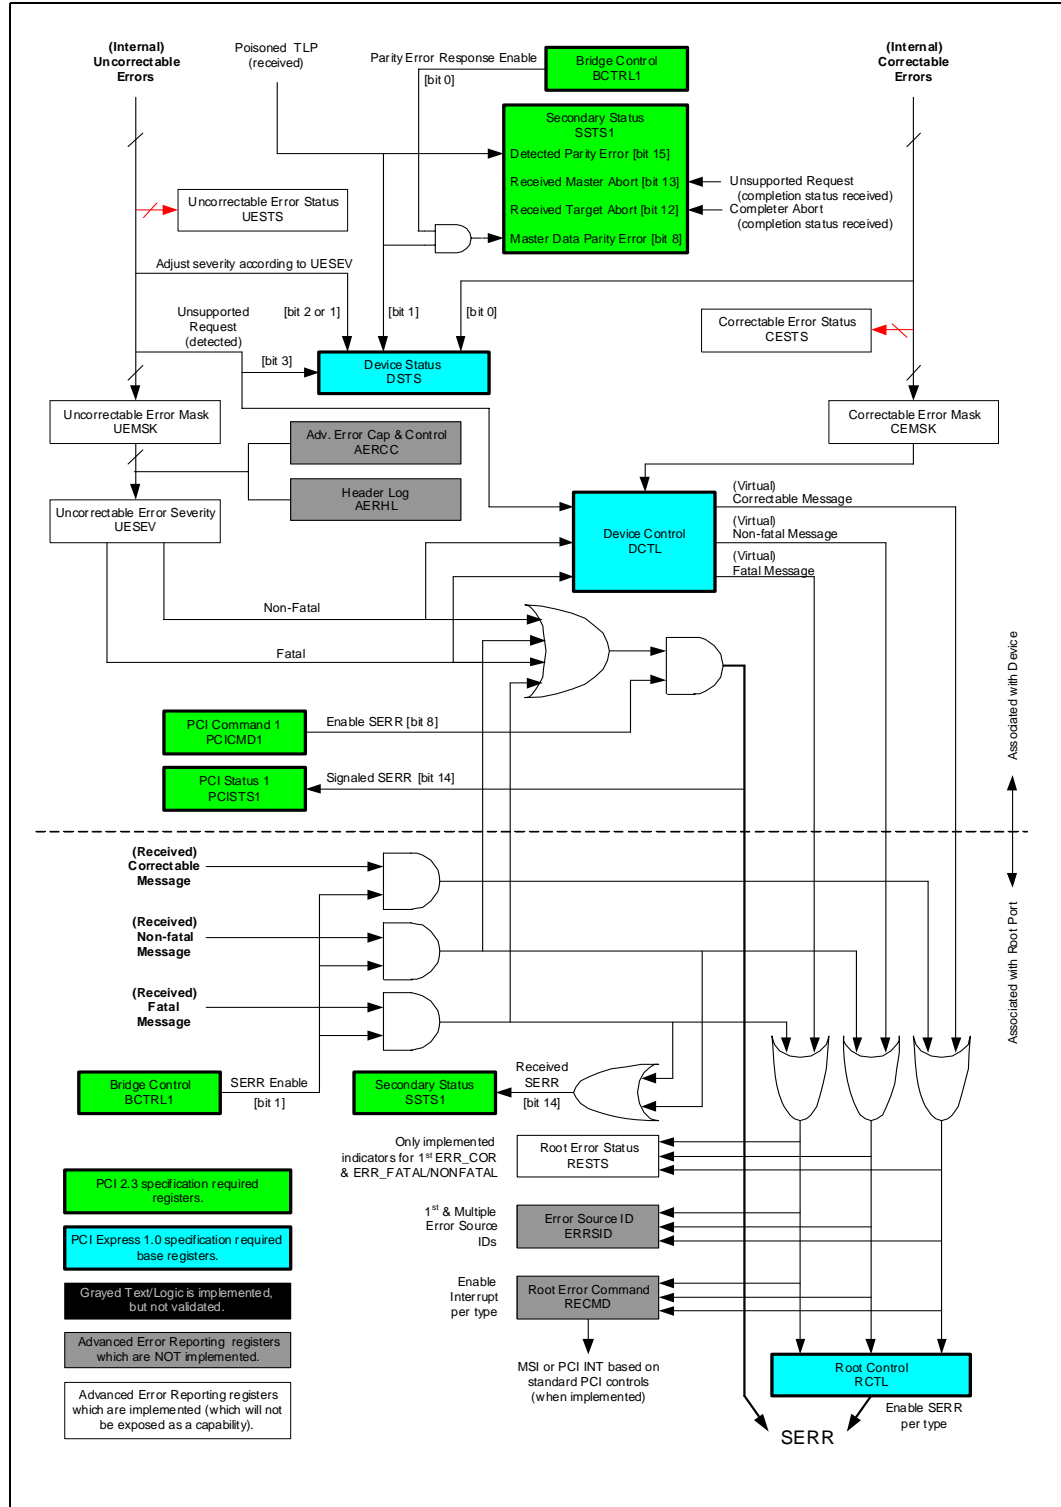 (Internal)
Uncorrectable
Errors
Poisoned TLP
(received)
Parity Error Response Enable
[bit 0]
Bridge Control
BCTRL1
(Internal)
Correctable
Errors
Secondary Status
SSTS1
Detected Parity Error [bit 15]
Received Master Abort [bit 13]
Received Target Abort [bit 12]
Master Data Parity Error [bit 8]
Unsupported Request
(completion status received)
Completer Abort
(completion status received)
Uncorrectable Error Status
UESTS
Adjust severity according to UESEV
Unsupported
Request
(detected)
[bit 2 or 1]
[bit 1]
[bit 0]
[bit 3]
Device Status
DSTS
Correctable Error Status
CESTS
Uncorrectable Error Mask
UEMSK
Correctable Error Mask
CEMSK
Adv. Error Cap & Control
AERCC
Header Log
AERHL
Uncorrectable Error Severity
UESEV
Device Control
DCTL
(Virtual)
Correctable Message
(Virtual)
Non-fatal Message
(Virtual)
Fatal Message
Non-Fatal
Fatal
PCI Command 1
PCICMD1
Enable SERR [bit 8]
PCI Status 1
PCISTS1
Signaled SERR [bit 14]
Associated with Device
Associated with Root Port
(Received)
Correctable
Message
(Received)
Non-fatal
Message
(Received)
Fatal
Message
Bridge Control
BCTRL1
SERR Enable
[bit 1]
Secondary Status
SSTS1
Received
SERR
[bit 14]
Only implemented
indicators for 1st ERR_COR
& ERR_FATAL/NONFATAL
Root Error Status
RESTS
1st & Multiple
Error Source
IDs
Error Source ID
ERRSID
Enable
Interrupt
per type
Root Error Command
RECMD
MSI or PCI INT based on
standard PCI controls
(when implemented)
Root Control
RCTL
Enable SERR
per type
SERR
PCI 2.3 specification required
registers.
PCI Express 1.0 specification required
base registers.
Grayed Text/Logic is implemented,
but not validated.
Advanced Error Reporting registers
which are NOT implemented.
Advanced Error Reporting registers
which are implemented (which will not
be exposed as a capability).